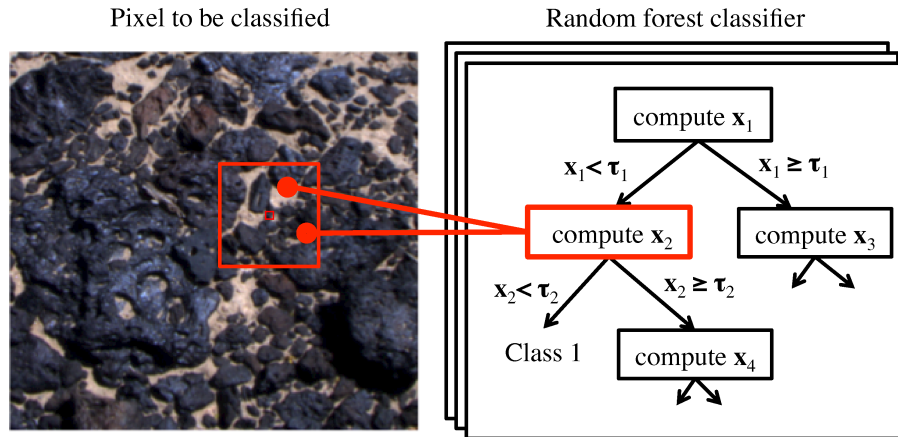 Pixel to be classified
Random forest classifier
compute x₁
x₁< τ₁
x₁ ≥ τ₁
compute x₂
compute x₃
x₂< τ₂
x₂ ≥ τ₂
Class 1
compute x₄